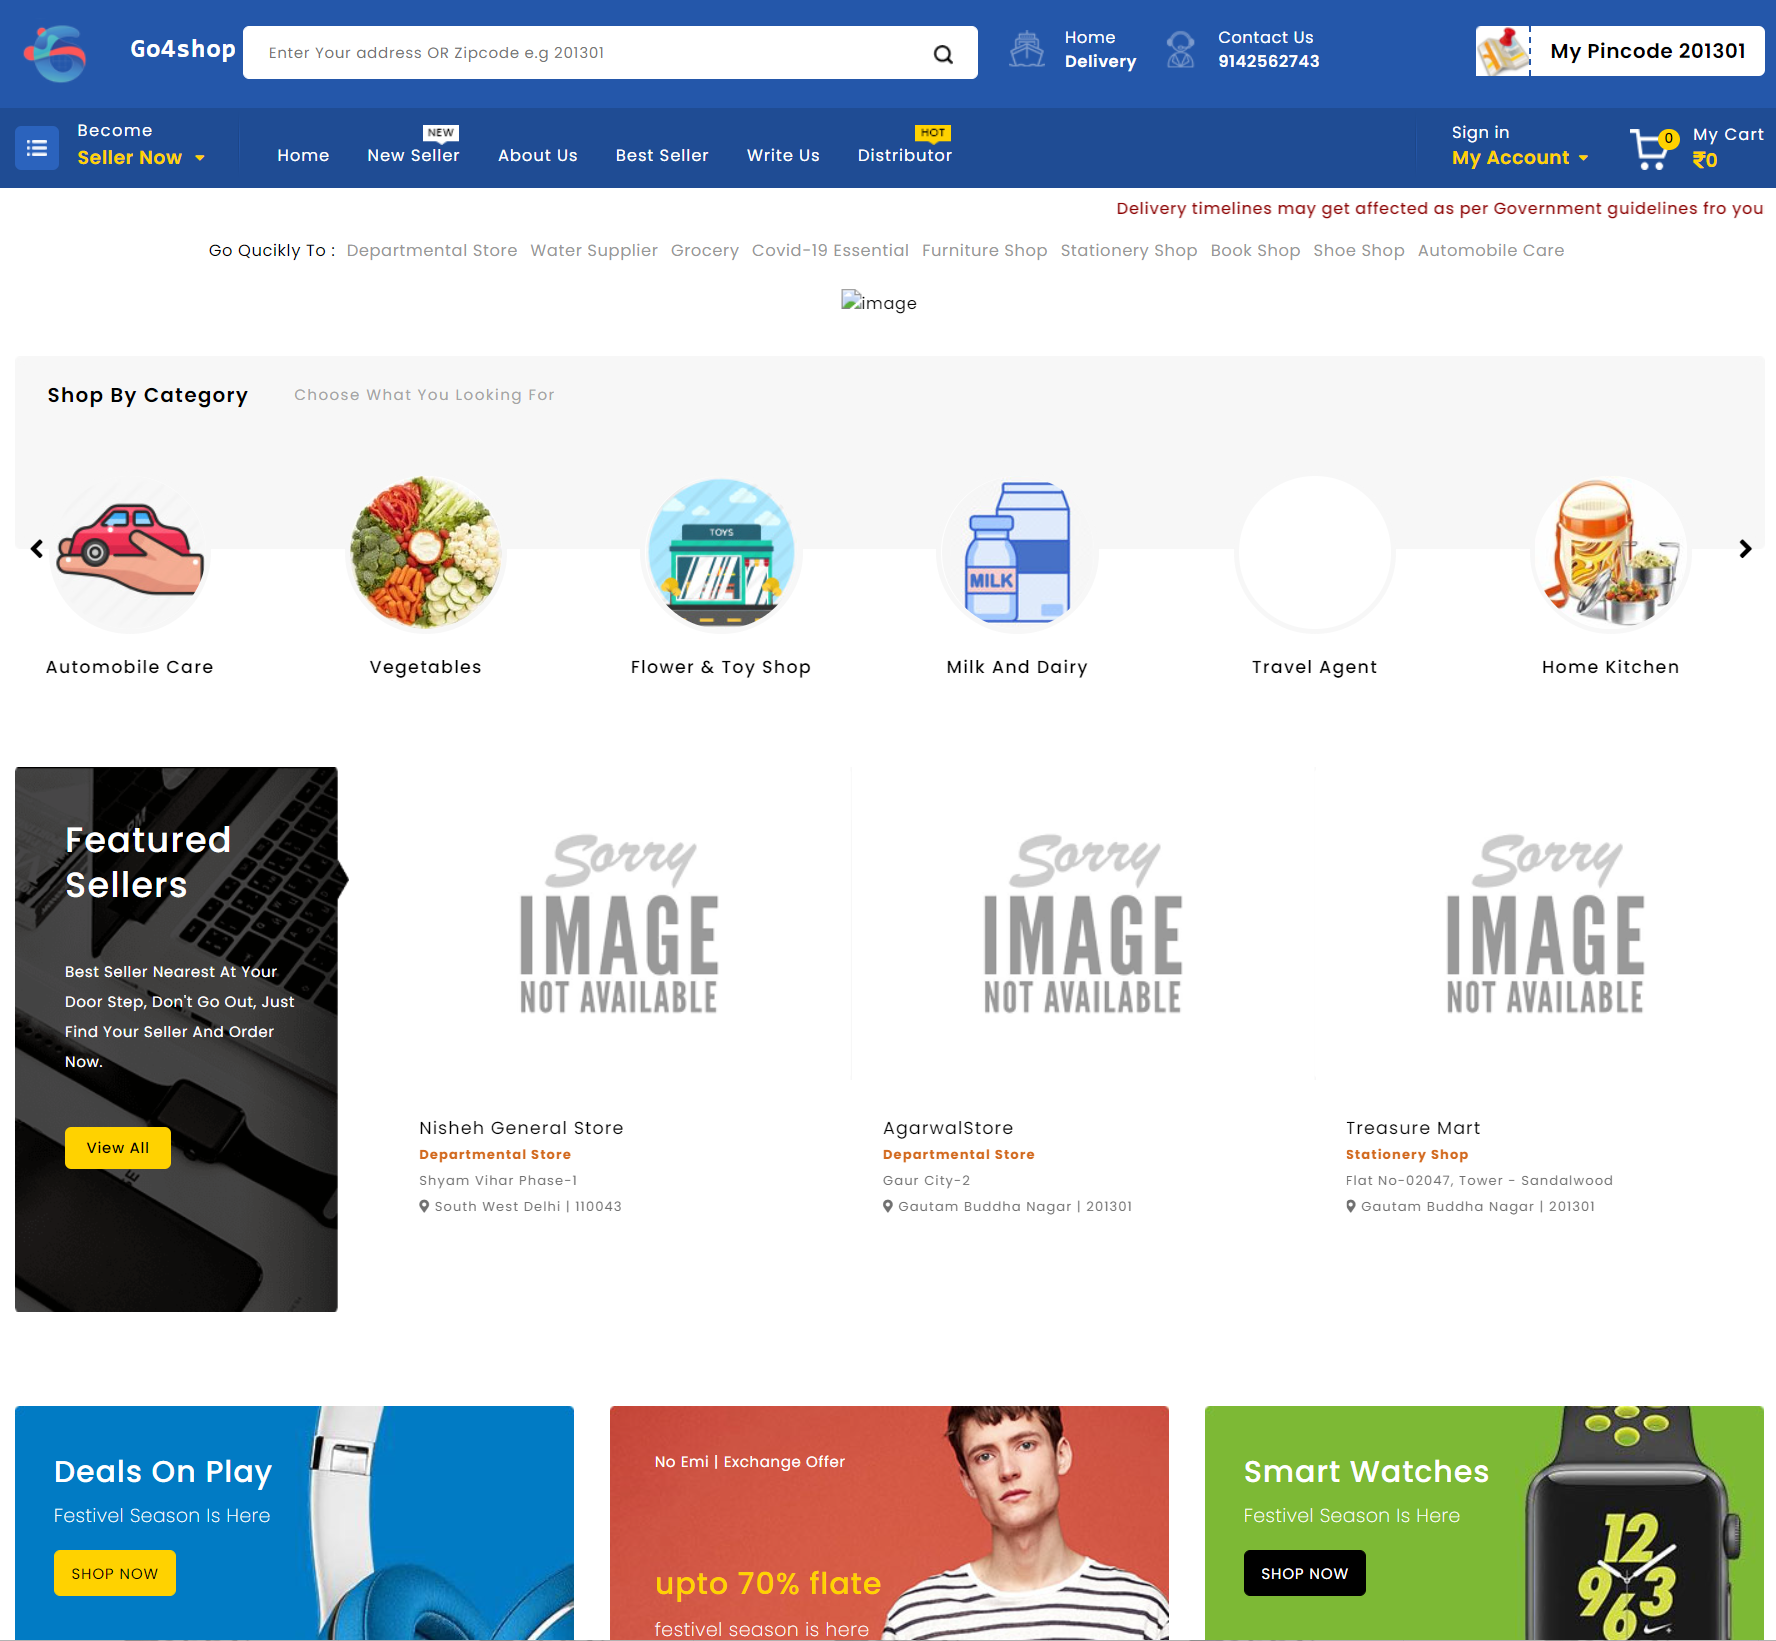 Go4shop
Enter Your address OR Zipcode e.g 201301
Home
Delivery
Contact Us
9142562743
My Pincode 201301
Become
Seller Now
Home
New Seller
NEW
About Us
Best Seller
Write Us
Distributor
HOT
Sign in
My Account
0
My Cart
₹0
Delivery timelines may get affected as per Government guidelines fro you
Go Qucikly To : Departmental Store Water Supplier Grocery Covid-19 Essential Furniture Shop Stationery Shop Book Shop Shoe Shop Automobile Care
image
Shop By Category
Choose What You Looking For
TOYS
MILK
Automobile Care
Vegetables
Flower & Toy Shop
Milk And Dairy
Travel Agent
Home Kitchen
Featured
Sellers
Best Seller Nearest At Your
Door Step, Don't Go Out, Just
Find Your Seller And Order
Now.
View All
Sorry
IMAGE
NOT AVAILABLE
Nisheh General Store
Departmental Store
Shyam Vihar Phase-1
South West Delhi | 110043
Sorry
IMAGE
NOT AVAILABLE
AgarwalStore
Departmental Store
Gaur City-2
Gautam Buddha Nagar | 201301
Sorry
IMAGE
NOT AVAILABLE
Treasure Mart
Stationery Shop
Flat No-02047, Tower - Sandalwood
Gautam Buddha Nagar | 201301
Deals On Play
Festivel Season Is Here
SHOP NOW
No Emi | Exchange Offer
upto 70% flate
festivel season is here
Smart Watches
Festivel Season Is Here
SHOP NOW
12
9 3
6